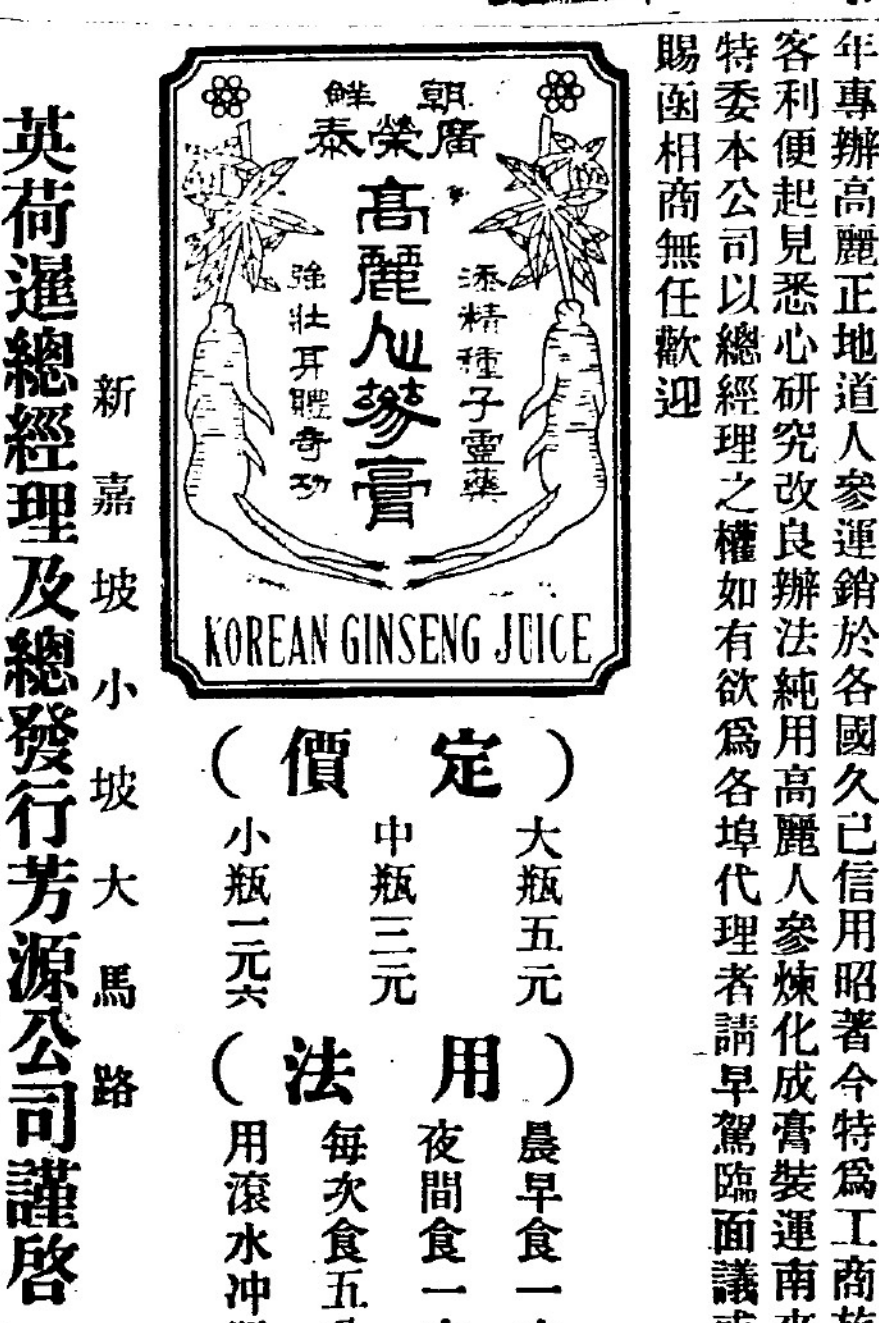 年專辦高麗正地道人參運銷於各國久已信用昭著今特爲工商
客利便起見悉心研究改良辦法純用高麗人參煉化成膏裝運南
特委本公司以總經理之權如有欲爲各埠代理者請早駕臨面議
賜函相商無任歡迎
朝鮮
廣榮泰
添精種子靈藥
高麗人參膏
強壯身體奇功
KOREAN GINSENG JUICE
(定價)
大瓶五元
中瓶三元
小瓶一元六
(用法)
晨早食一
夜間食一
每次食五
用滾水冲
新嘉坡小坡大馬路
英荷暹總經理及總發行芳源公司謹啓